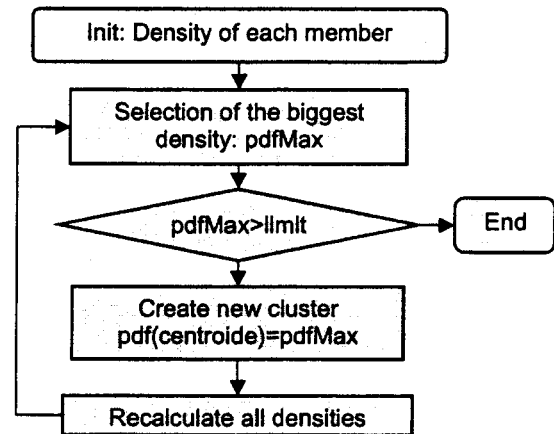 Init: Density of each member
Selection of the biggest
density: pdfMax
pdfMax>limit
End
Create new cluster
pdf(centroide)=pdfMax
Recalculate all densities